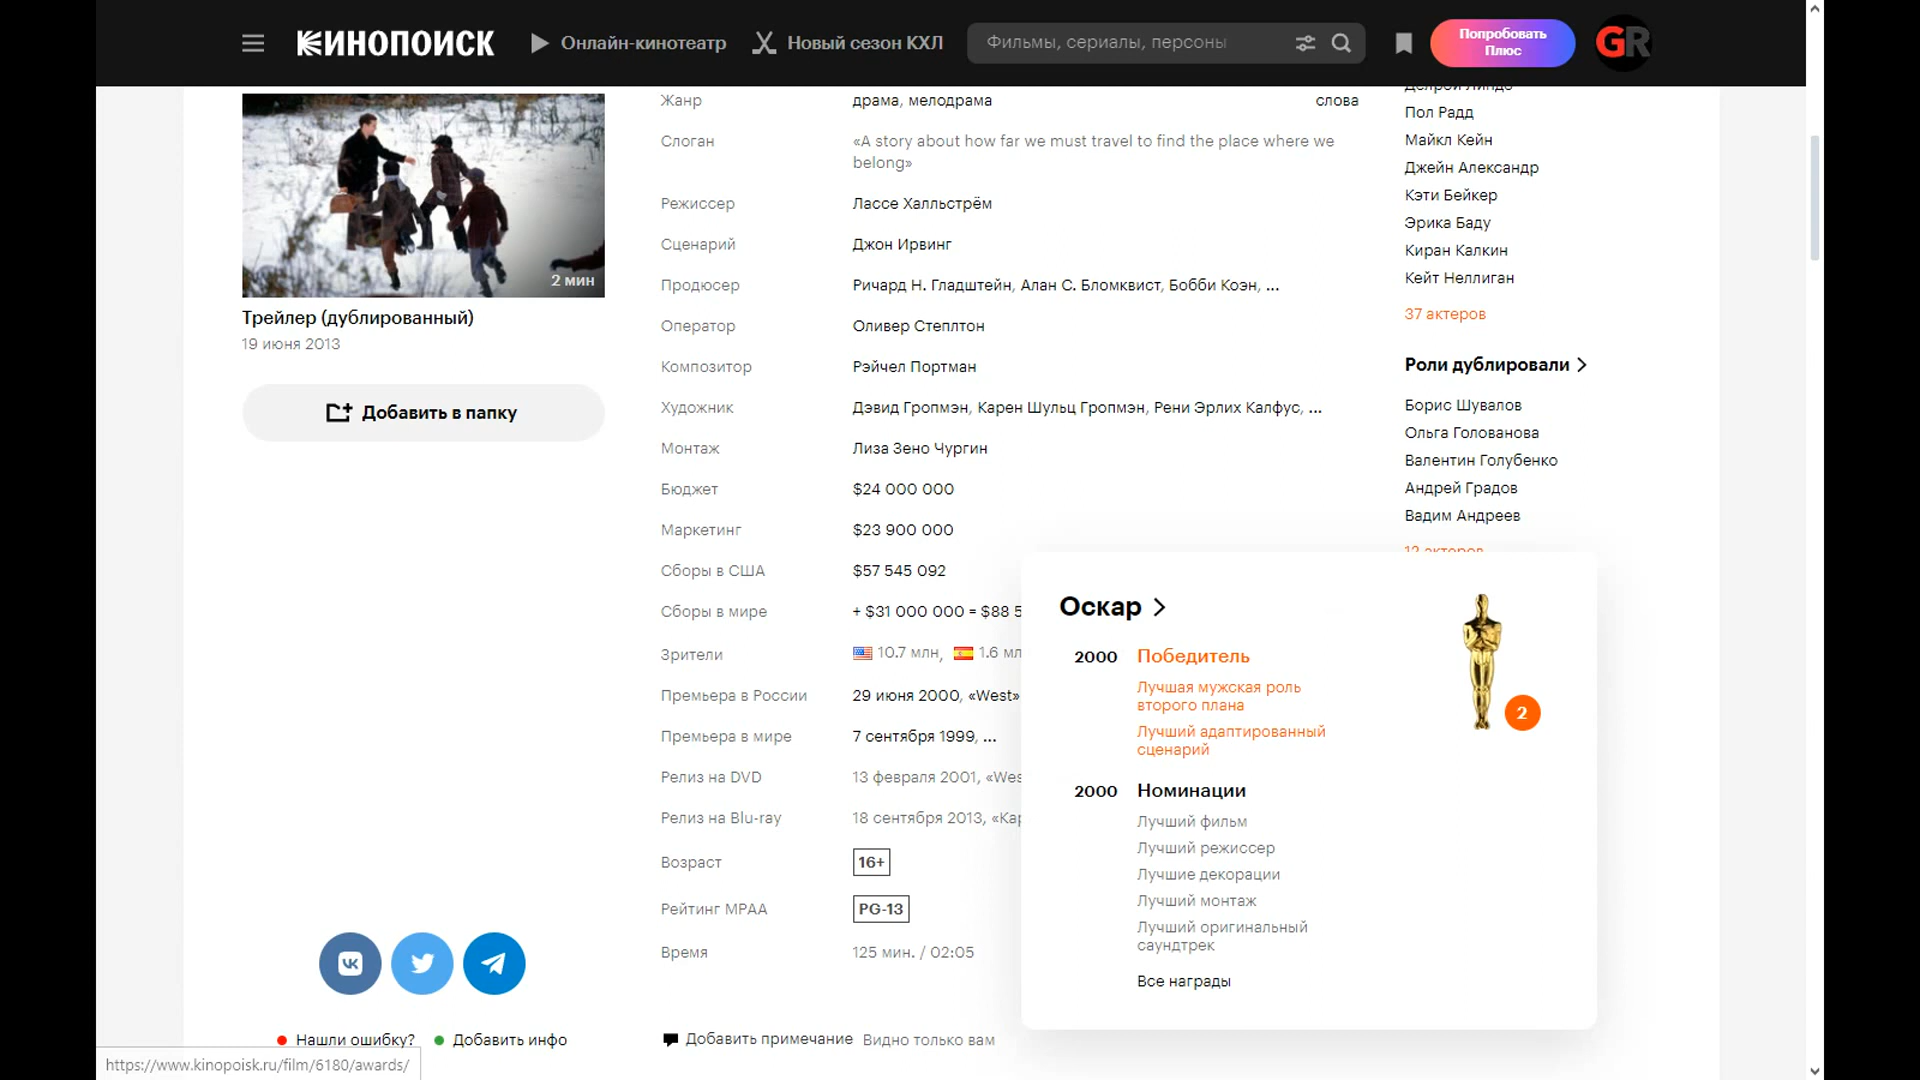 КИНОПОИСК
Онлайн-кинотеатр
Новый сезон КХЛ
Фильмы, сериалы, персоны
Попробовать
Плюс
GR
2 мин
Трейлер (дублированный)
19 июня 2013
Добавить в папку
Нашли ошибку?
Добавить инфо
Жанр драма, мелодрама слова
Слоган «A story about how far we must travel to find the place where we
belong»
Режиссер Лассе Халльстрём
Сценарий Джон Ирвинг
Продюсер Ричард Н. Гладштейн, Алан С. Бломквист, Бобби Коэн, ...
Оператор Оливер Степлтон
Композитор Рэйчел Портман
Художник Дэвид Гропмэн, Карен Шульц Гропмэн, Рени Эрлих Калфус, ...
Монтаж Лиза Зено Чургин
Бюджет $24 000 000
Маркетинг $23 900 000
Сборы в США $57 545 092
Сборы в мире + $31 000 000 = $88 5
Зрители 10.7 млн, 1.6 мл
Премьера в России 29 июня 2000, «West»
Премьера в мире 7 сентября 1999, ...
Релиз на DVD 13 февраля 2001, «Wes
Релиз на Blu-ray 18 сентября 2013, «Кар
Возраст 16+
Рейтинг MPAA PG-13
Время 125 мин. / 02:05
Добавить примечание Видно только вам
Делрой Линдо
Пол Радд
Майкл Кейн
Джейн Александр
Кэти Бейкер
Эрика Баду
Киран Калкин
Кейт Неллиган
37 актеров
Роли дублировали
Борис Шувалов
Ольга Голованова
Валентин Голубенко
Андрей Градов
Вадим Андреев
12 актеров
Оскар
2000 Победитель
Лучшая мужская роль
второго плана
Лучший адаптированный
сценарий
2
2000 Номинации
Лучший фильм
Лучший режиссер
Лучшие декорации
Лучший монтаж
Лучший оригинальный
саундтрек
Все награды
https://www.kinopoisk.ru/film/6180/awards/